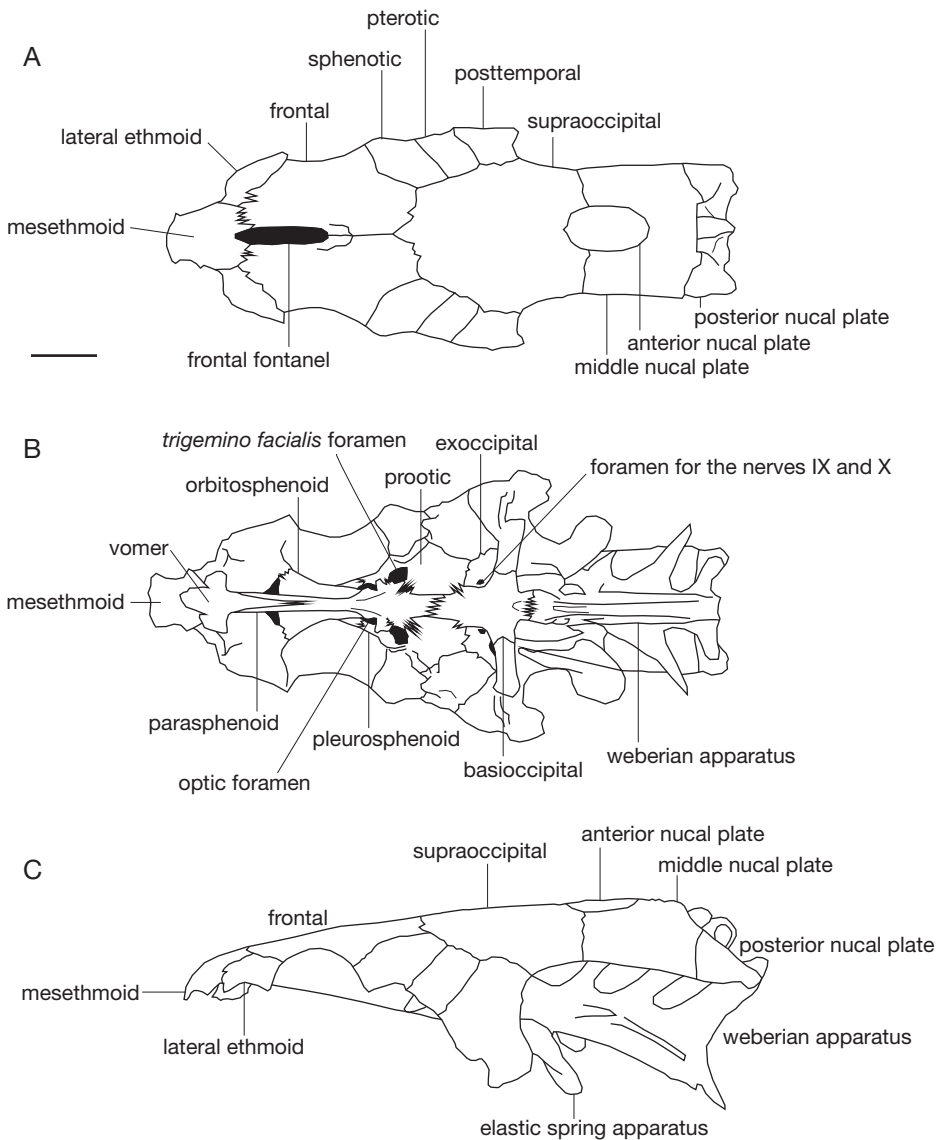 A
pterotic
sphenotic
posttemporal
frontal
supraoccipital
lateral ethmoid
mesethmoid
posterior nucal plate
anterior nucal plate
frontal fontanel
middle nucal plate
B
trigemino facialis foramen
exoccipital
foramen for the nerves IX and X
prootic
orbitosphenoid
vomer
mesethmoid
parasphenoid
pleurosphenoid
weberian apparatus
basioccipital
optic foramen
C
anterior nucal plate
supraoccipital
middle nucal plate
frontal
posterior nucal plate
mesethmoid
weberian apparatus
lateral ethmoid
elastic spring apparatus